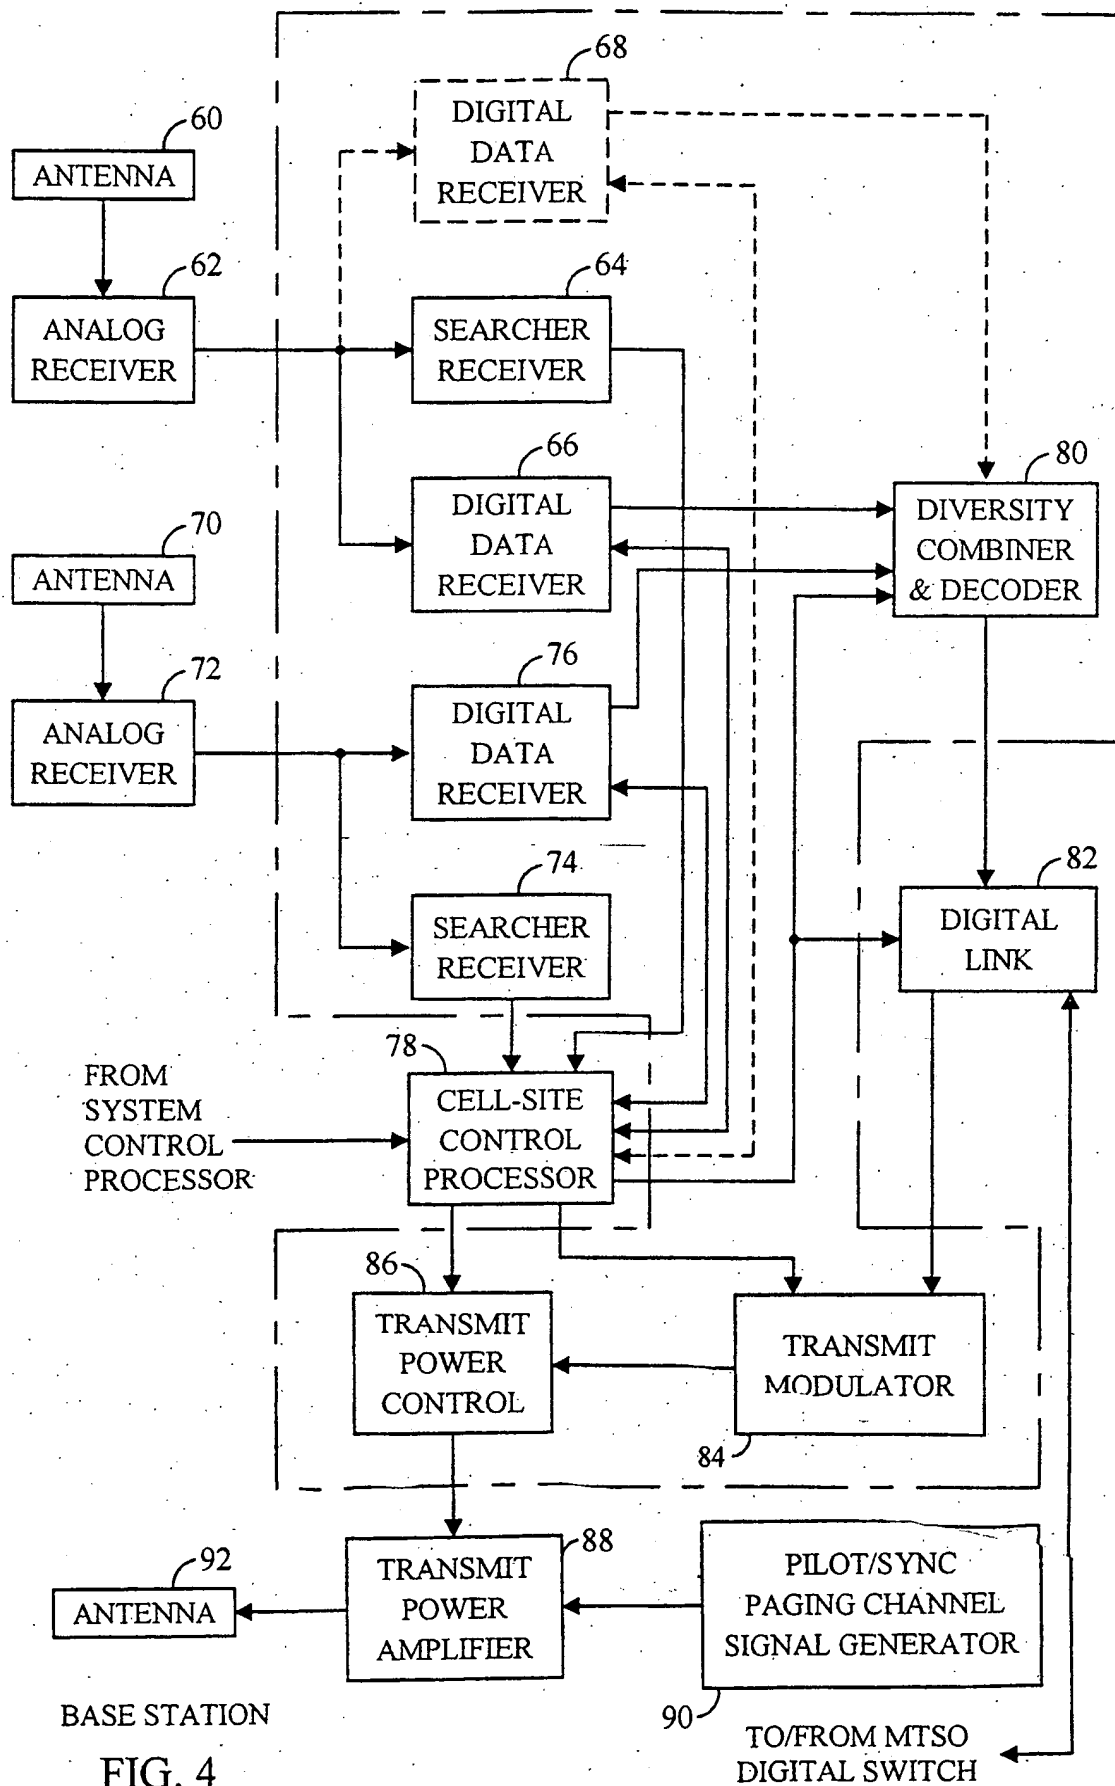 68
DIGITAL
DATA
RECEIVER
60
ANTENNA
62
ANALOG
RECEIVER
64
SEARCHER
RECEIVER
66
DIGITAL
DATA
RECEIVER
80
DIVERSITY
COMBINER
& DECODER
70
ANTENNA
72
ANALOG
RECEIVER
76
DIGITAL
DATA
RECEIVER
74
SEARCHER
RECEIVER
82
DIGITAL
LINK
78
CELL-SITE
CONTROL
PROCESSOR
FROM
SYSTEM
CONTROL
PROCESSOR
86
TRANSMIT
POWER
CONTROL
TRANSMIT
MODULATOR
84
88
TRANSMIT
POWER
AMPLIFIER
92
ANTENNA
PILOT/SYNC
PAGING CHANNEL
SIGNAL GENERATOR
90
BASE STATION
FIG. 4
TO/FROM MTSO
DIGITAL SWITCH